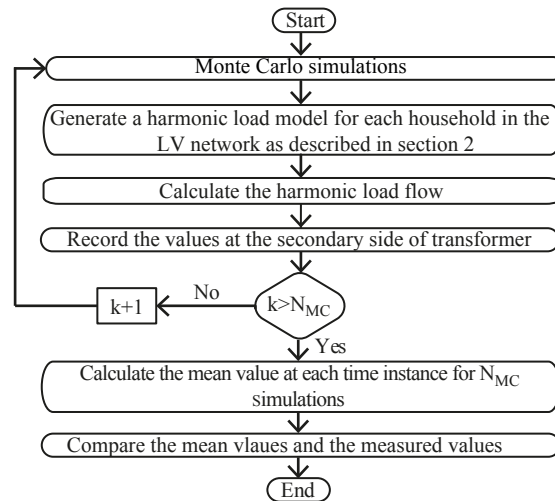 Start
Monte Carlo simulations
Generate a harmonic load model for each household in the
LV network as described in section 2
Calculate the harmonic load flow
Record the values at the secondary side of transformer
k>N_MC
No
k+1
Yes
Calculate the mean value at each time instance for N_MC
simulations
Compare the mean vlaues and the measured values
End